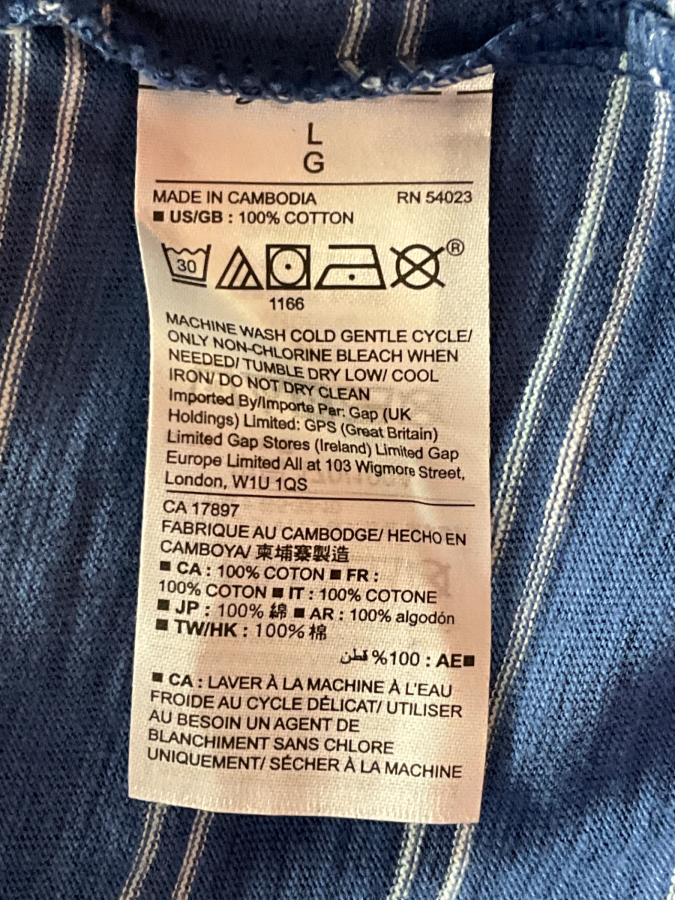 L
G
MADE IN CAMBODIA RN 54023
■ US/GB : 100% COTTON
30
®
1166
MACHINE WASH COLD GENTLE CYCLE/
ONLY NON-CHLORINE BLEACH WHEN
NEEDED/ TUMBLE DRY LOW/ COOL
IRON/ DO NOT DRY CLEAN
Imported By/Importe Par: Gap (UK
Holdings) Limited: GPS (Great Britain)
Limited Gap Stores (Ireland) Limited Gap
Europe Limited All at 103 Wigmore Street,
London, W1U 1QS
CA 17897
FABRIQUE AU CAMBODGE/ HECHO EN
CAMBOYA/ 柬埔寨製造
■ CA : 100% COTON ■ FR :
100% COTON ■ IT : 100% COTONE
■ JP : 100% 綿 ■ AR : 100% algodón
■ TW/HK : 100% 棉
■AE : 100% قطن
■ CA : LAVER À LA MACHINE À L'EAU
FROIDE AU CYCLE DÉLICAT/ UTILISER
AU BESOIN UN AGENT DE
BLANCHIMENT SANS CHLORE
UNIQUEMENT/ SÉCHER À LA MACHINE